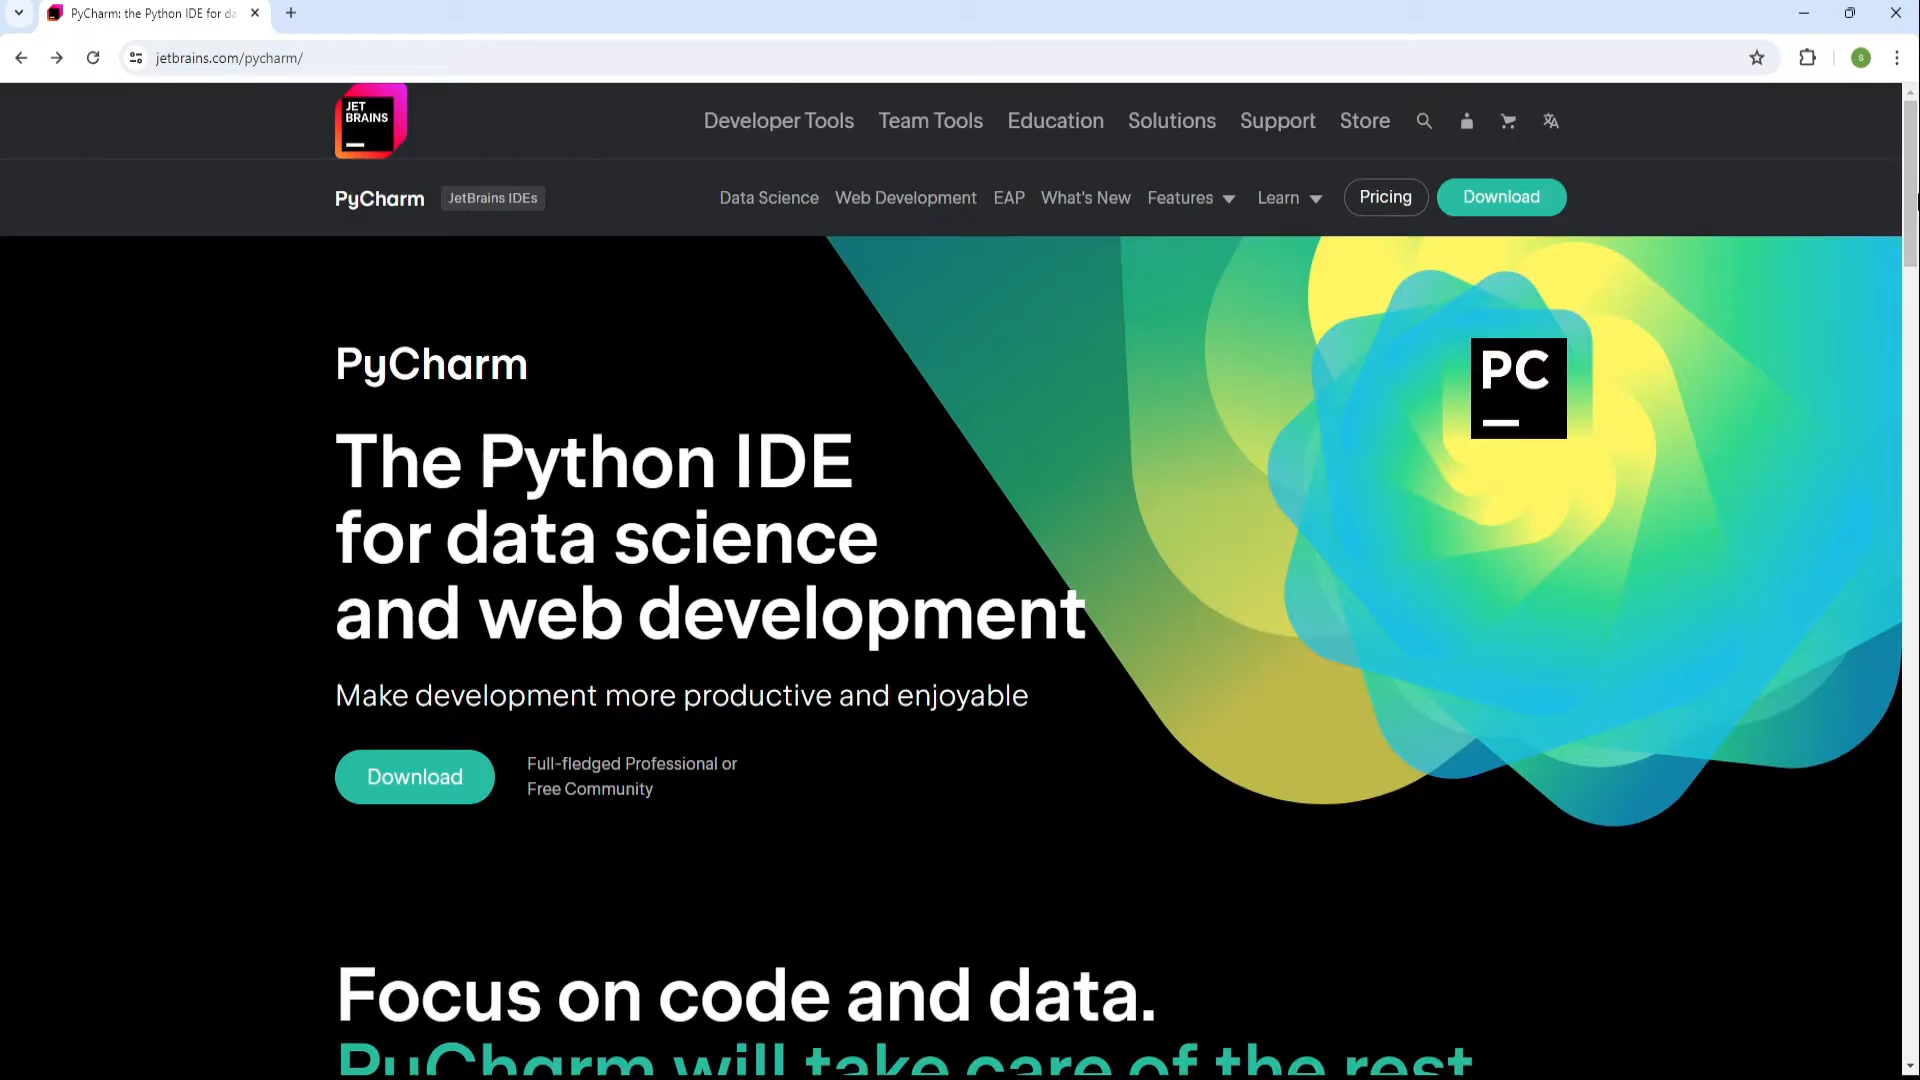 PyCharm: the Python IDE for da
jetbrains.com/pycharm/
S
JET
BRAINS
Developer Tools Team Tools Education Solutions Support Store
PyCharm JetBrains IDEs Data Science Web Development EAP What's New Features Learn Pricing Download
PC
PyCharm
The Python IDE
for data science
and web development
Make development more productive and enjoyable
Download
Full-fledged Professional or
Free Community
Focus on code and data.
PyCharm will take care of the rest